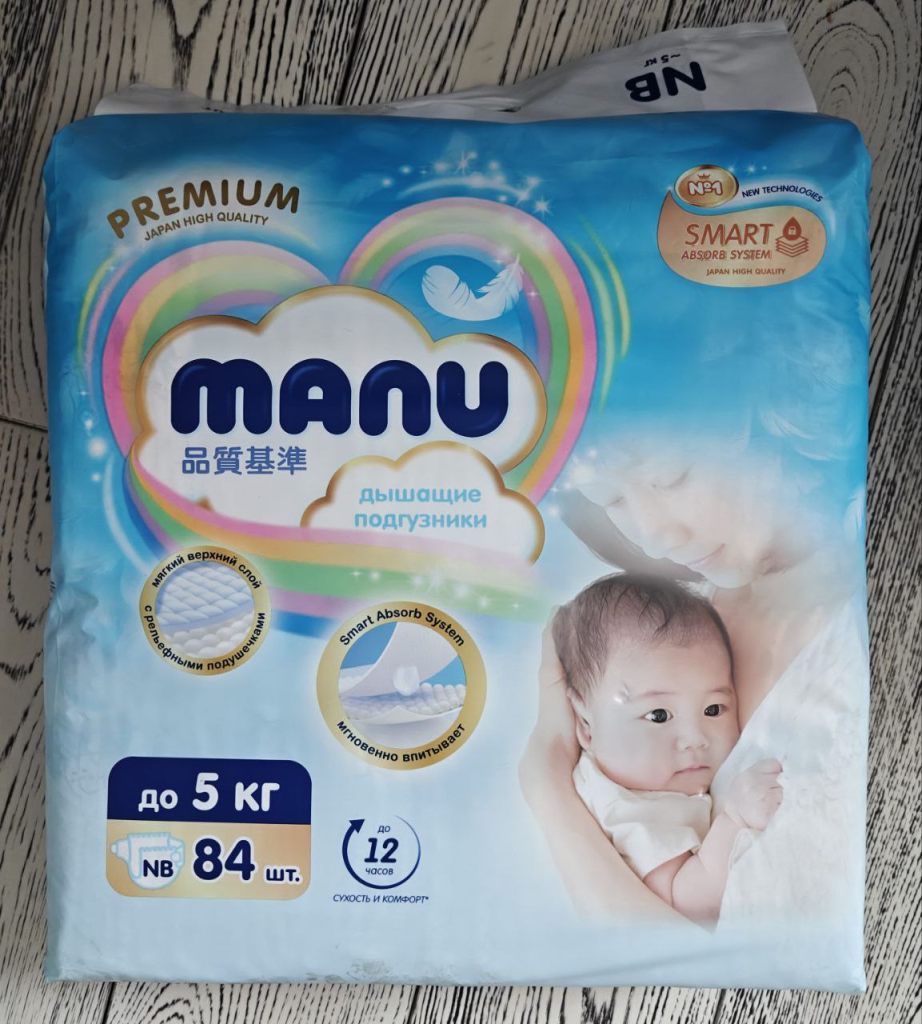 NB
~5 кг
PREMIUM
JAPAN HIGH QUALITY
№1
NEW TECHNOLOGIES
SMART
ABSORB SYSTEM
JAPAN HIGH QUALITY
manu
品質基準
дышащие
подгузники
мягкий верхний слой
с рельефными подушечками
Smart Absorb System
мгновенно впитывает
до 5 кг
NB 84 шт.
до
12
часов
СУХОСТЬ И КОМФОРТ*